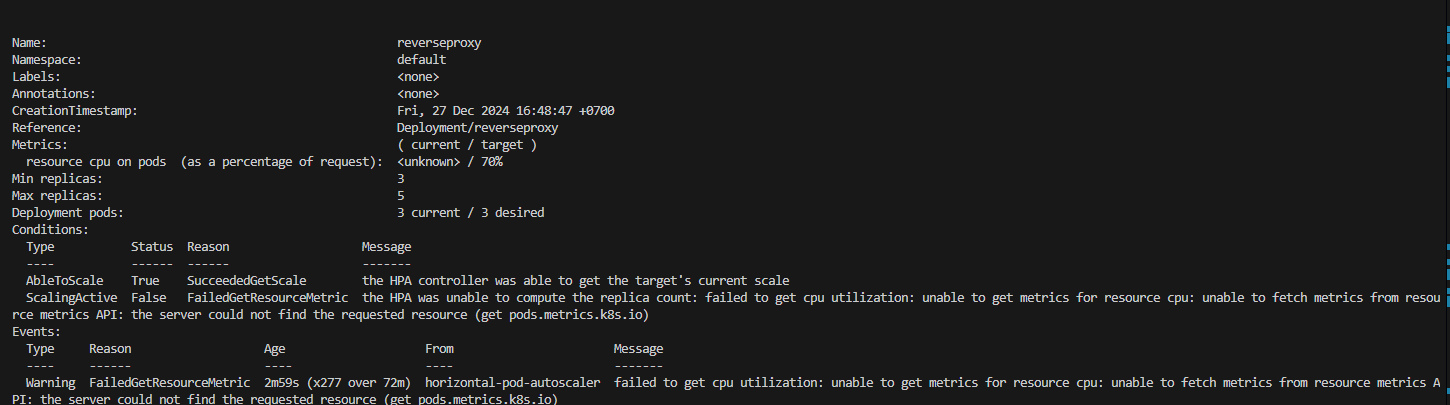 Name: reverseproxy
Namespace: default
Labels: <none>
Annotations: <none>
CreationTimestamp: Fri, 27 Dec 2024 16:48:47 +0700
Reference: Deployment/reverseproxy
Metrics: ( current / target )
resource cpu on pods (as a percentage of request): <unknown> / 70%
Min replicas: 3
Max replicas: 5
Deployment pods: 3 current / 3 desired
Conditions:
Type Status Reason Message
---- ------ ------ -------
AbleToScale True SucceededGetScale the HPA controller was able to get the target's current scale
ScalingActive False FailedGetResourceMetric the HPA was unable to compute the replica count: failed to get cpu utilization: unable to get metrics for resource cpu: unable to fetch metrics from resou
rce metrics API: the server could not find the requested resource (get pods.metrics.k8s.io)
Events:
Type Reason Age From Message
---- ------ ---- ---- -------
Warning FailedGetResourceMetric 2m59s (x277 over 72m) horizontal-pod-autoscaler failed to get cpu utilization: unable to get metrics for resource cpu: unable to fetch metrics from resource metrics A
PI: the server could not find the requested resource (get pods.metrics.k8s.io)